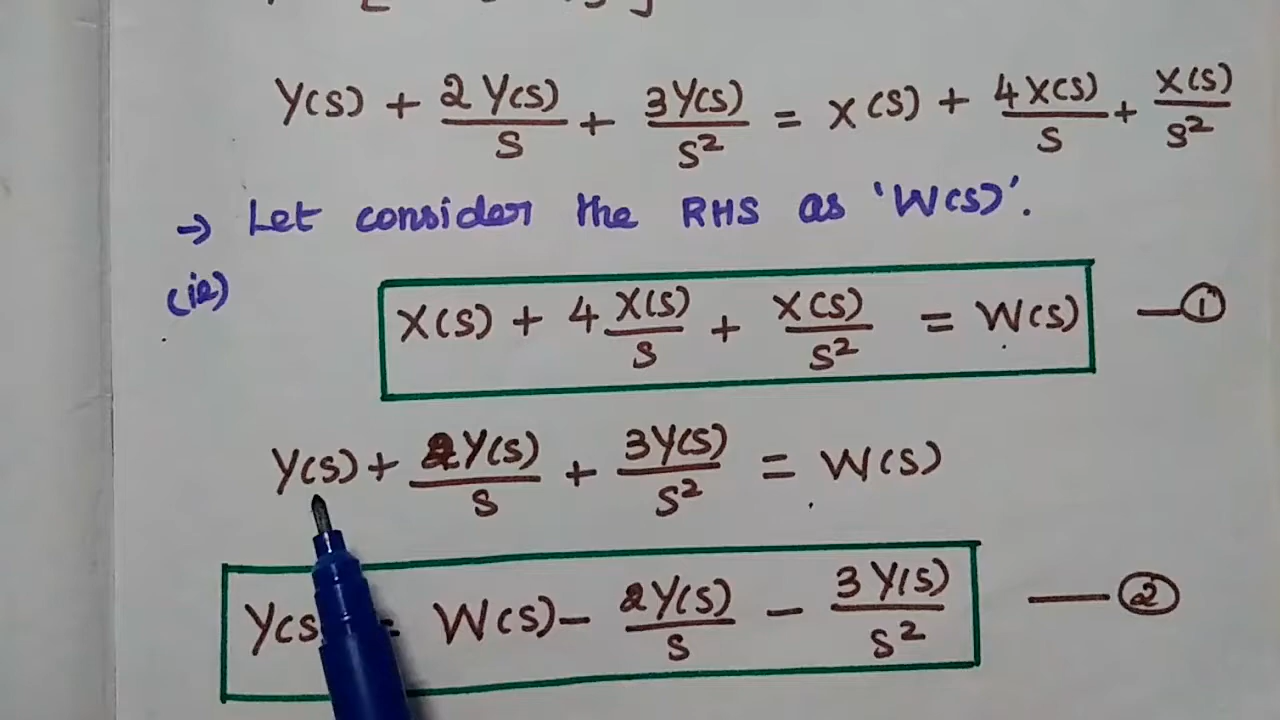 Y(S) + 2Y(S)/S + 3Y(S)/S² = X(S) + 4X(S)/S + X(S)/S²
→ Let consider the RHS as 'W(S)'.
(ie)
X(S) + 4 X(S)/S + X(S)/S² = W(S) —①
Y(S) + 2Y(S)/S + 3Y(S)/S² = W(S)
Y(S = W(S) – 2Y(S)/S – 3Y(S)/S² —②